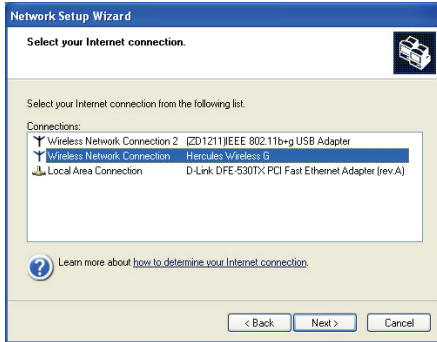 Network Setup Wizard
Select your Internet connection.
Select your Internet connection from the following list.
Connections:
Wireless Network Connection 2 (ZD1211)IEEE 802.11b+g USB Adapter
Wireless Network Connection Hercules Wireless G
Local Area Connection D-Link DFE-530TX PCI Fast Ethernet Adapter (rev.A)
Learn more about how to determine your Internet connection.
< Back Next > Cancel